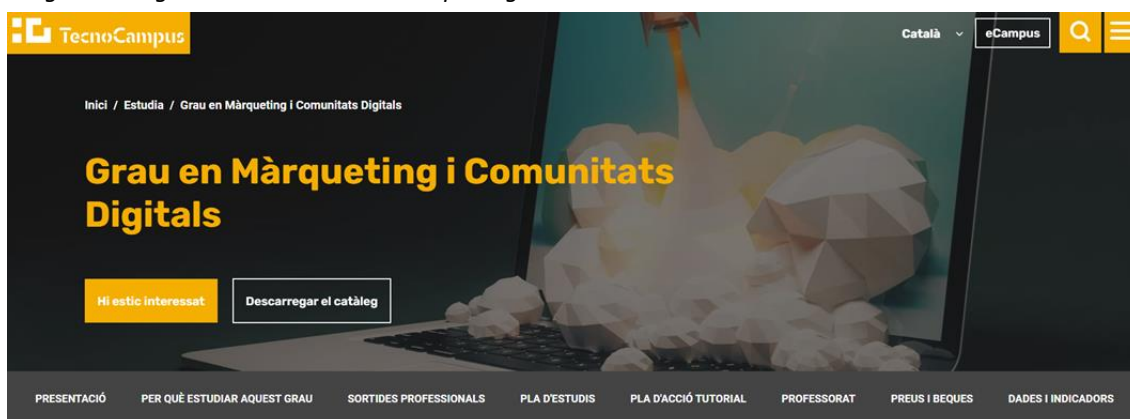 TecnoCampus
Català
eCampus
Inici / Estudia / Grau en Màrqueting i Comunitats Digitals
Grau en Màrqueting i Comunitats
Digitals
Hi estic interessat
Descarregar el catàleg
PRESENTACIÓ PER QUÈ ESTUDIAR AQUEST GRAU SORTIDES PROFESSIONALS PLA D'ESTUDIS PLA D'ACCIÓ TUTORIAL PROFESSORAT PREUS I BEQUES DADES I INDICADORS